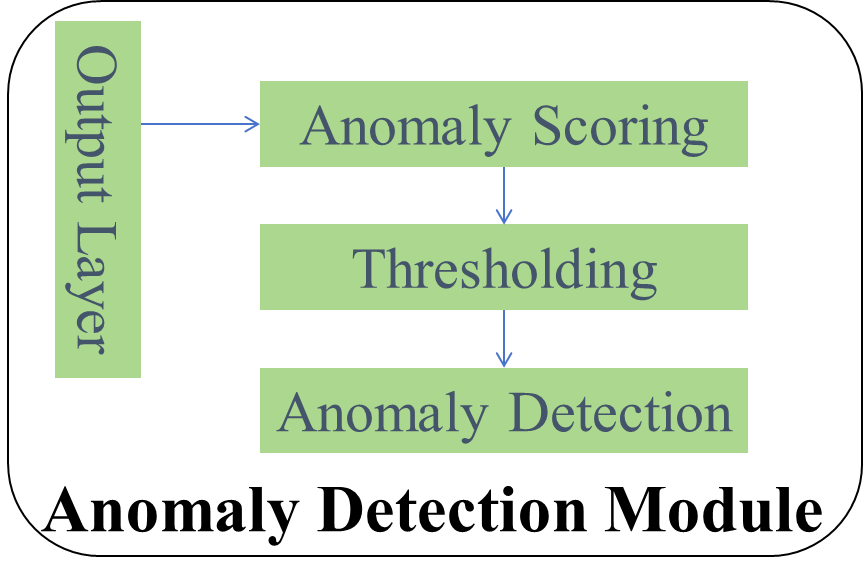 Output Layer
Anomaly Scoring
Thresholding
Anomaly Detection
Anomaly Detection Module